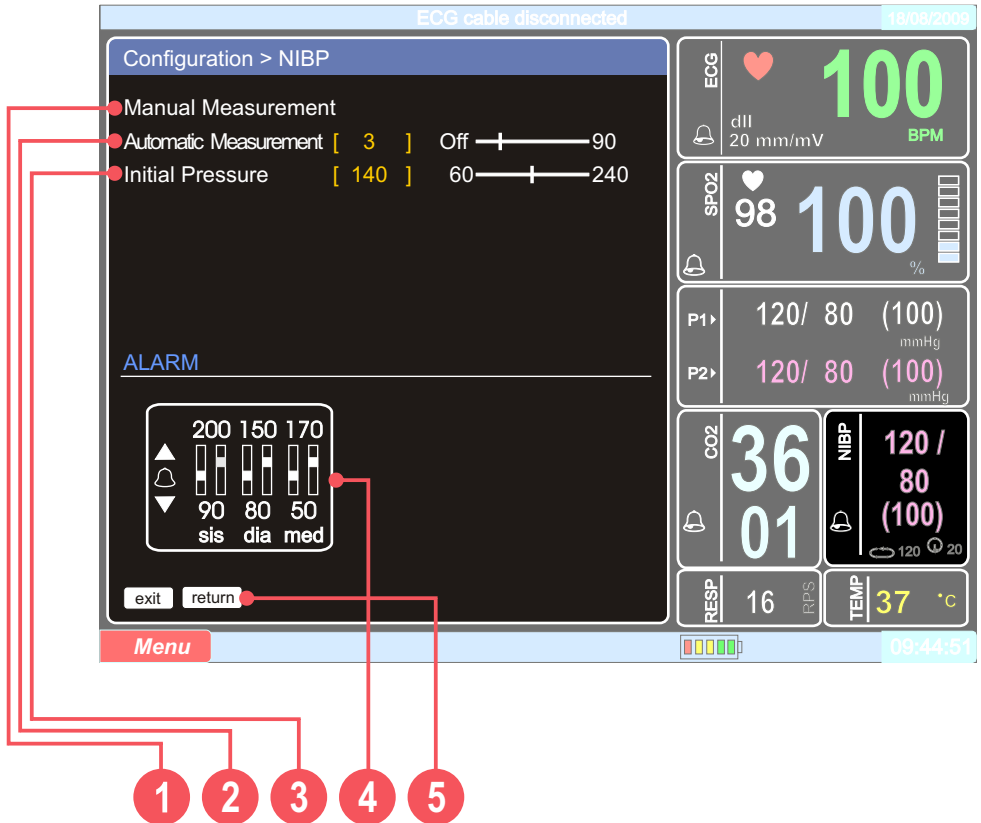 ECG cable disconnected
18/08/2009
Configuration > NIBP
Manual Measurement
Automatic Measurement [ 3 ] Off 90
Initial Pressure [ 140 ] 60 240
ALARM
200 150 170
90 80 50
sis dia med
exit return
ECG
100
dII
20 mm/mV
BPM
SPO2
98
100
%
P1 120/ 80 (100)
mmHg
P2 120/ 80 (100)
mmHg
CO2
36
01
NIBP
120 /
80
(100)
120 20
RESP
16
RPS
TEMP
37 °C
Menu
09:44:51
1 2 3 4 5